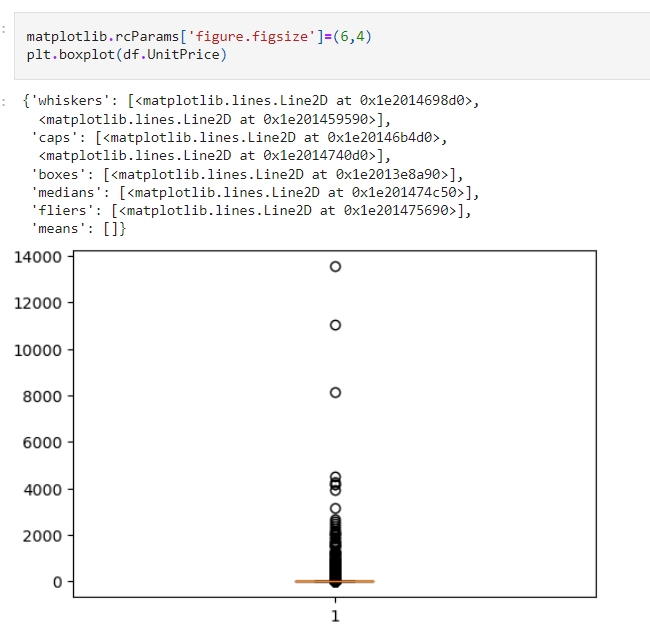 matplotlib.rcParams['figure.figsize']=(6,4)
plt.boxplot(df.UnitPrice)
{'whiskers': [<matplotlib.lines.Line2D at 0x1e2014698d0>,
<matplotlib.lines.Line2D at 0x1e201459590>],
'caps': [<matplotlib.lines.Line2D at 0x1e20146b4d0>,
<matplotlib.lines.Line2D at 0x1e2014740d0>],
'boxes': [<matplotlib.lines.Line2D at 0x1e2013e8a90>],
'medians': [<matplotlib.lines.Line2D at 0x1e201474c50>],
'fliers': [<matplotlib.lines.Line2D at 0x1e201475690>],
'means': []}
14000
12000
10000
8000
6000
4000
2000
0
1